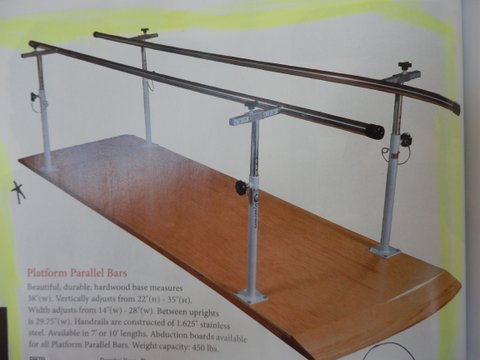 Platform Parallel Bars
Beautiful, durable, hardwood base measures
38"(W). Vertically adjusts from 22"(H) - 35"(H).
Width adjusts from 14"(W) - 28"(W). Between uprights
is 29.75"(W). Handrails are constructed of 1.625" stainless
steel. Available in 7' or 10' lengths. Abduction boards available
for all Platform Parallel Bars. Weight capacity: 450 lbs.